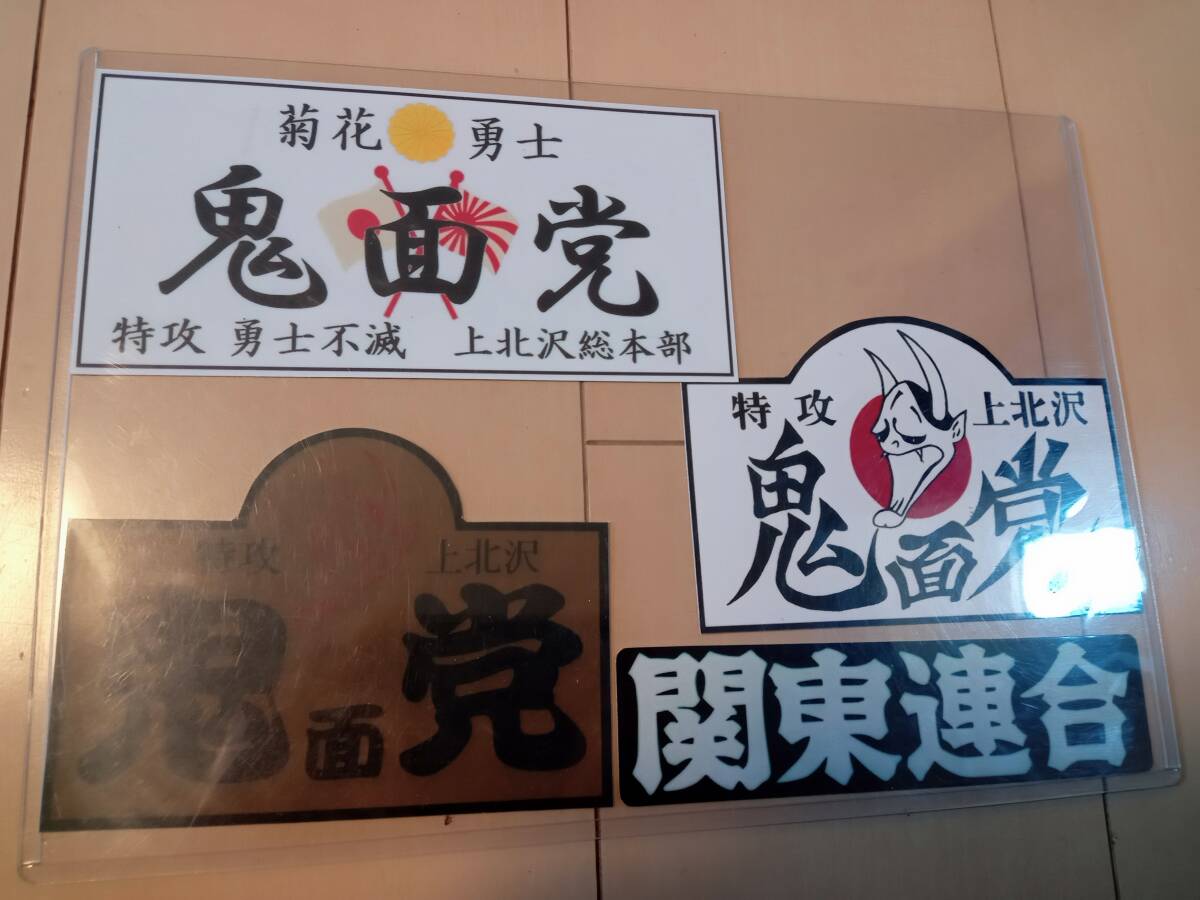 菊花 勇士
鬼面党
特攻 勇士不滅 上北沢総本部
特攻 上北沢
鬼面党
特攻 上北沢
鬼面党
関東連合